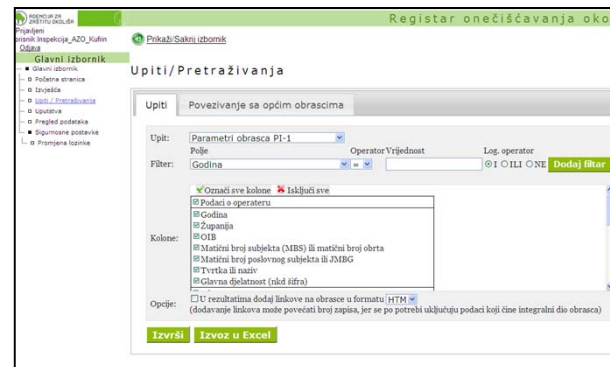 AGENCIJA ZA
ZAŠTITU OKOLIŠA
Registar onečišćavanja oko
Prijavljeni
orisnik Inspekcija_AZO_Kufiin
Odjava
Prikaži/Sakrij izbornik
Glavni izbornik
Glavni izbornik
Početna stranica
Izvješća
Upiti / Pretraživanja
Uputstva
Pregled podataka
Sigurnosne postavke
Promjena lozinke
Upiti/Pretraživanja
Upiti Povezivanje sa općim obrascima
Upit: Parametri obrasca PI-1
Polje Operator Vrijednost Log. operator
Filter: Godina = I ILI NE Dodaj filtar
Označi sve kolone Isključi sve
Podaci o operateru
Godina
Županija
OIB
Kolone:
Matični broj subjekta (MBS) ili matični broj obrta
Matični broj poslovnog subjekta ili JMBG
Tvrtka ili naziv
Glavna djelatnost (nkd šifra)
Opcije: U rezultatima dodaj linkove na obrasce u formatu HTM
(dodavanje linkova može povećati broj zapisa, jer se po potrebi uključuju podaci koji čine integralni dio obrasca)
Izvrši Izvoz u Excel